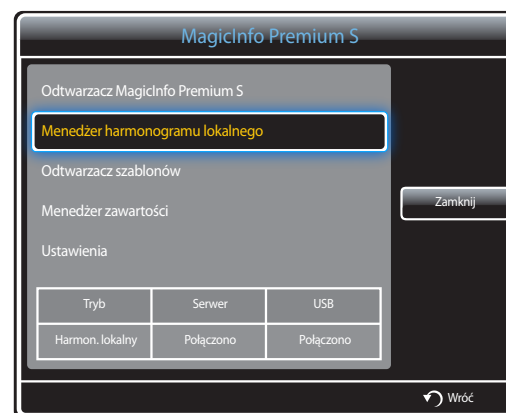 MagicInfo Premium S
Odtwarzacz MagicInfo Premium S
Menedżer harmonogramu lokalnego
Odtwarzacz szablonów
Menedżer zawartości
Ustawienia
Zamknij
Tryb Serwer USB
Harmon. lokalny Połączono Połączono
Wróć